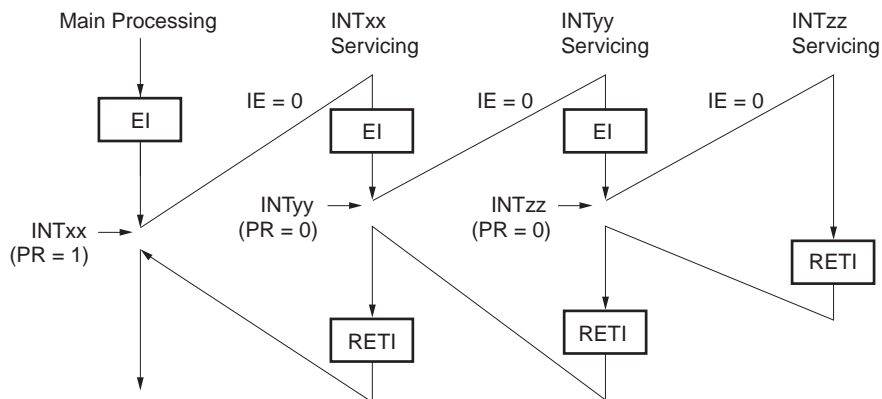 Main Processing
INTxx
Servicing
INTyy
Servicing
INTzz
Servicing
IE = 0
IE = 0
IE = 0
EI
EI
EI
INTxx
(PR = 1)
INTyy
(PR = 0)
INTzz
(PR = 0)
RETI
RETI
RETI